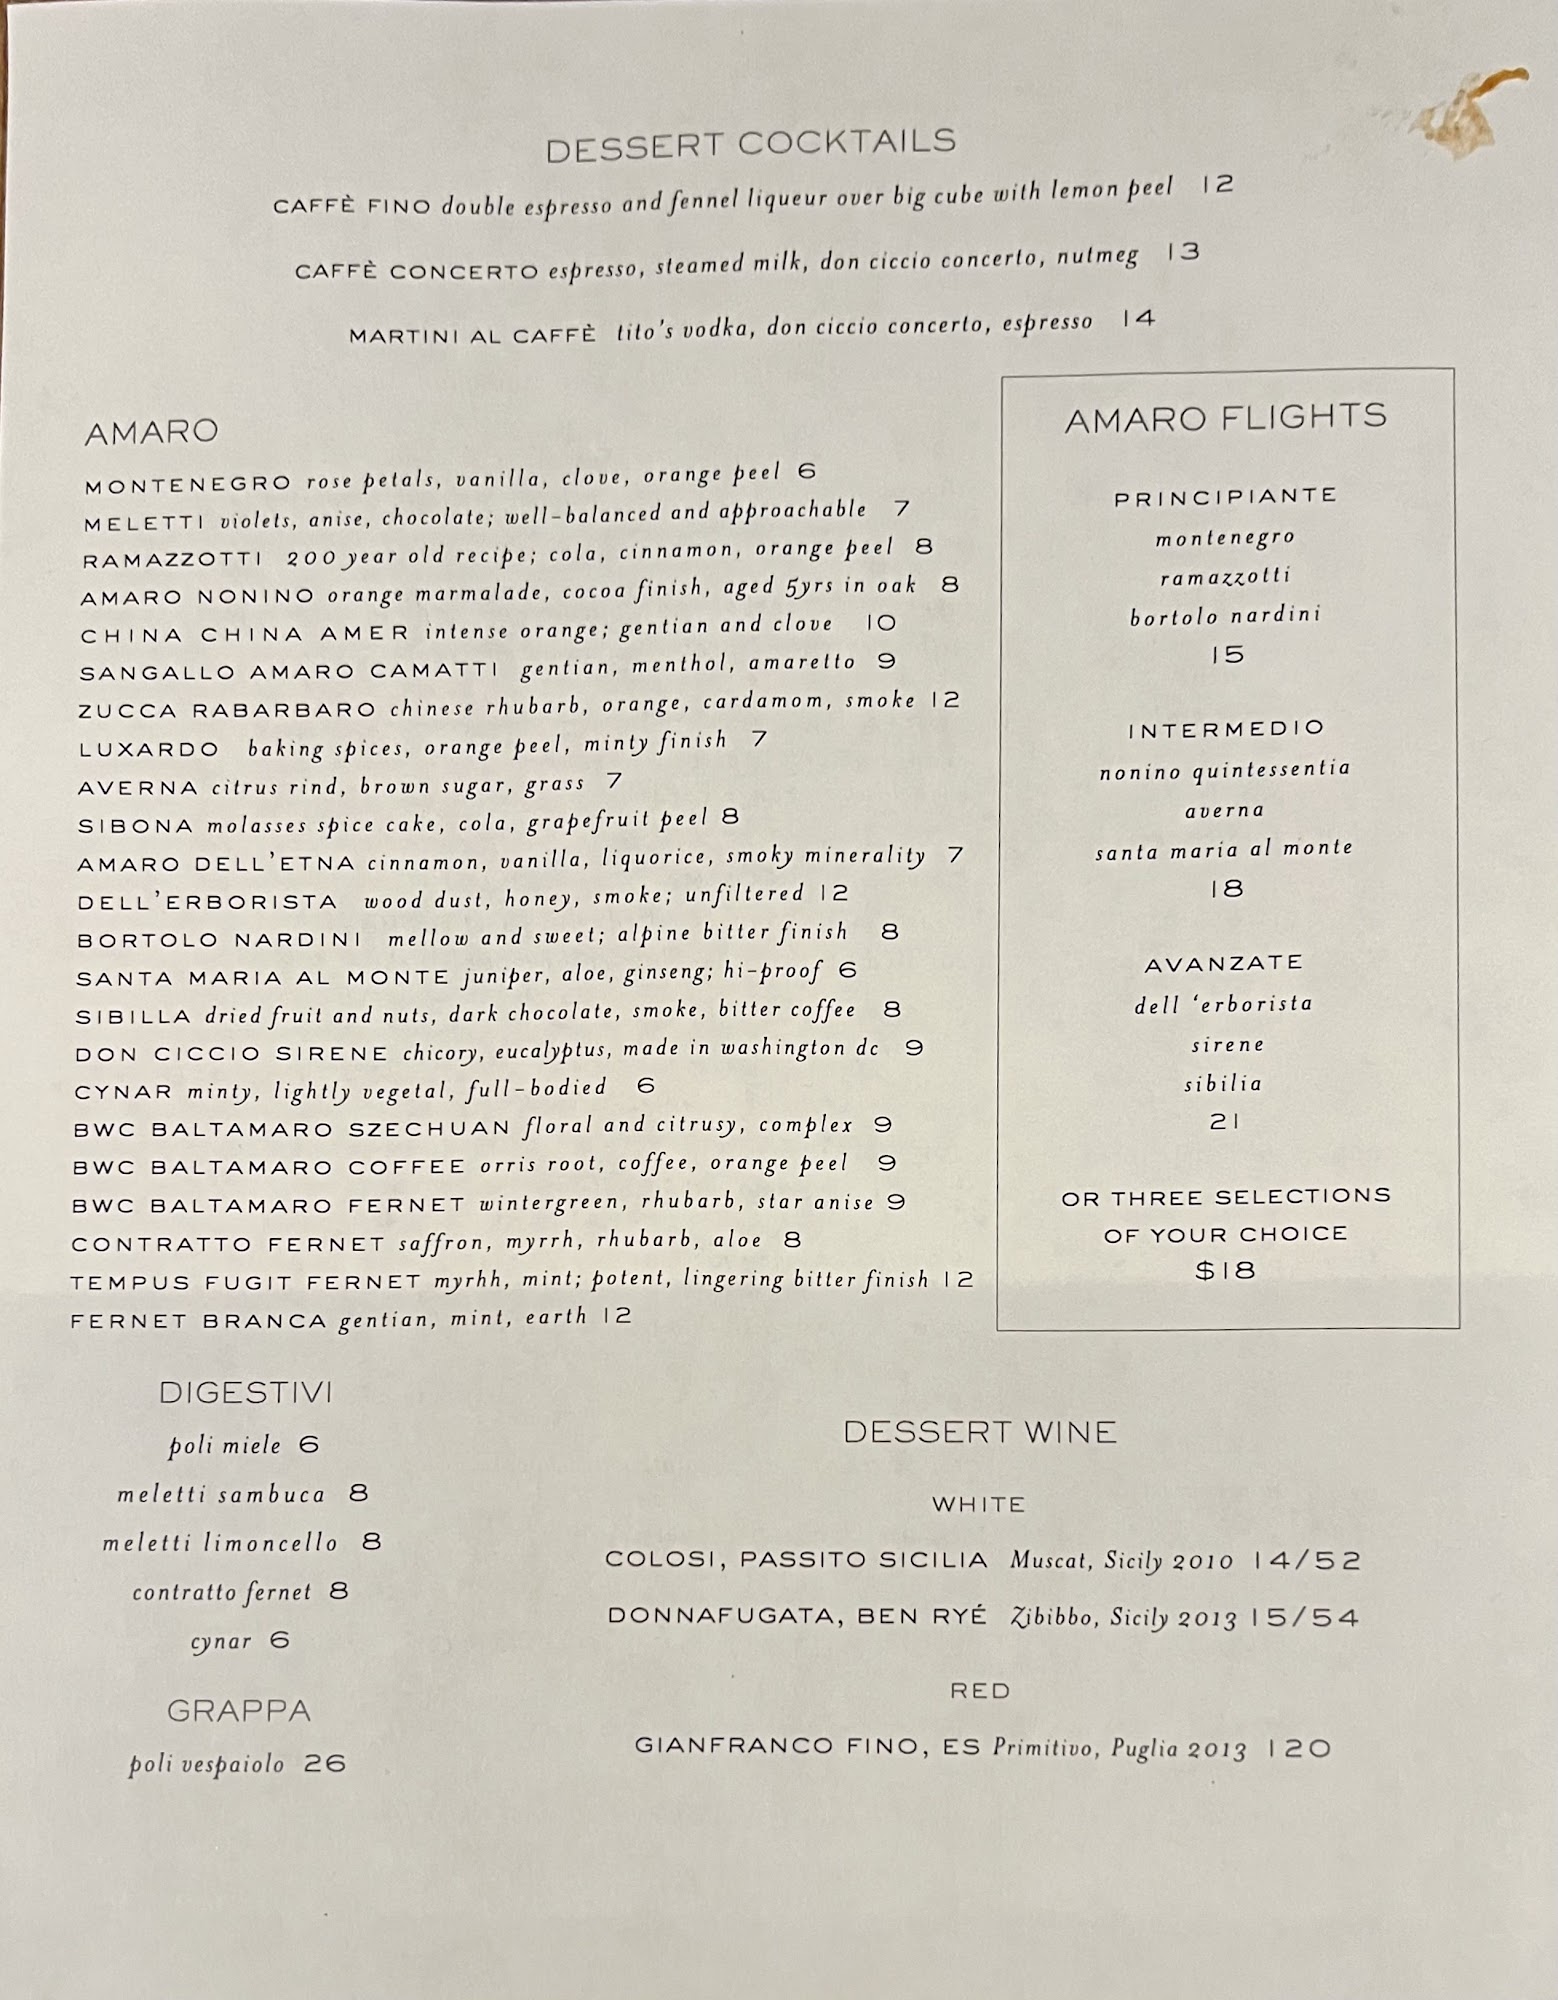 DESSERT COCKTAILS
CAFFÈ FINO double espresso and fennel liqueur over big cube with lemon peel 12
CAFFÈ CONCERTO espresso, steamed milk, don ciccio concerto, nutmeg 13
MARTINI AL CAFFÈ tito's vodka, don ciccio concerto, espresso 14
AMARO
MONTENEGRO rose petals, vanilla, clove, orange peel 6
MELETTI violets, anise, chocolate; well-balanced and approachable 7
RAMAZZOTTI 200 year old recipe; cola, cinnamon, orange peel 8
AMARO NONINO orange marmalade, cocoa finish, aged 5yrs in oak 8
CHINA CHINA AMER intense orange; gentian and clove 10
SANGALLO AMARO CAMATTI gentian, menthol, amaretto 9
ZUCCA RABARBARO chinese rhubarb, orange, cardamom, smoke 12
LUXARDO baking spices, orange peel, minty finish 7
AVERNA citrus rind, brown sugar, grass 7
SIBONA molasses spice cake, cola, grapefruit peel 8
AMARO DELL'ETNA cinnamon, vanilla, liquorice, smoky minerality 7
DELL'ERBORISTA wood dust, honey, smoke; unfiltered 12
BORTOLO NARDINI mellow and sweet; alpine bitter finish 8
SANTA MARIA AL MONTE juniper, aloe, ginseng; hi-proof 6
SIBILLA dried fruit and nuts, dark chocolate, smoke, bitter coffee 8
DON CICCIO SIRENE chicory, eucalyptus, made in washington dc 9
CYNAR minty, lightly vegetal, full-bodied 6
BWC BALTAMARO SZECHUAN floral and citrusy, complex 9
BWC BALTAMARO COFFEE orris root, coffee, orange peel 9
BWC BALTAMARO FERNET wintergreen, rhubarb, star anise 9
CONTRATTO FERNET saffron, myrrh, rhubarb, aloe 8
TEMPUS FUGIT FERNET myrhh, mint; potent, lingering bitter finish 12
FERNET BRANCA gentian, mint, earth 12
AMARO FLIGHTS
PRINCIPIANTE
montenegro
ramazzotti
bortolo nardini
15
INTERMEDIO
nonino quintessentia
averna
santa maria al monte
18
AVANZATE
dell 'erborista
sirene
sibilia
21
OR THREE SELECTIONS
OF YOUR CHOICE
$18
DIGESTIVI
poli miele 6
meletti sambuca 8
meletti limoncello 8
contratto fernet 8
cynar 6
GRAPPA
poli vespaiolo 26
DESSERT WINE
WHITE
COLOSI, PASSITO SICILIA Muscat, Sicily 2010 14/52
DONNAFUGATA, BEN RYÉ Zibibbo, Sicily 2013 15/54
RED
GIANFRANCO FINO, ES Primitivo, Puglia 2013 120